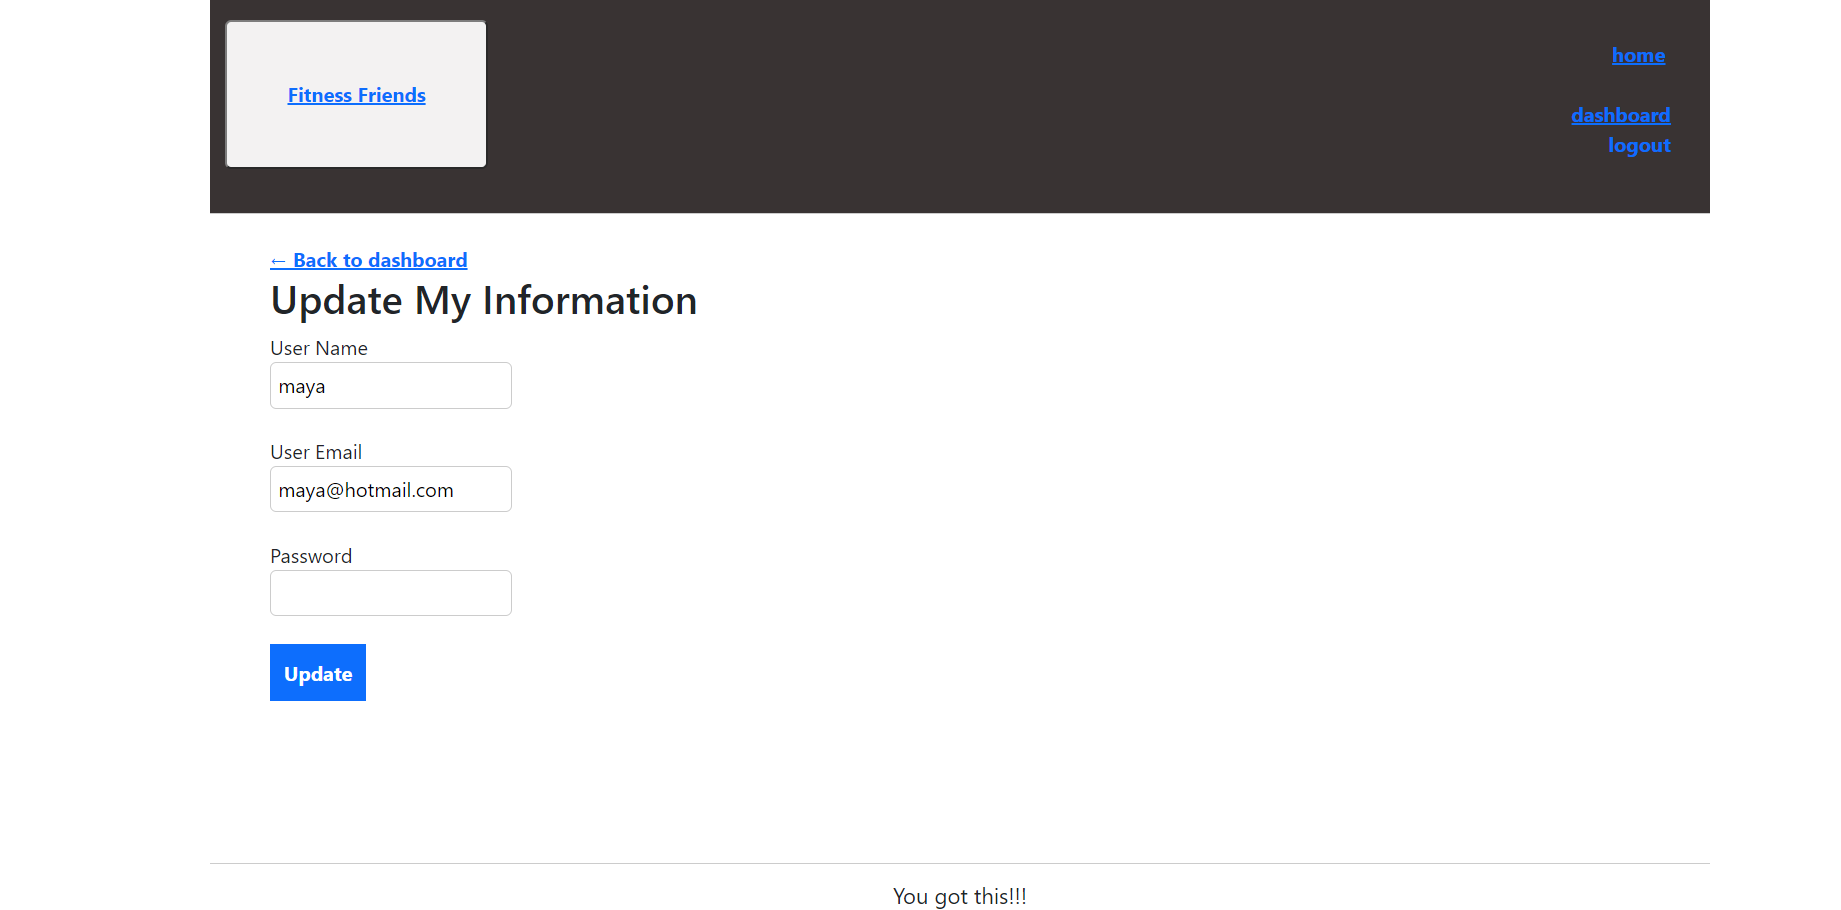 Fitness Friends
home
dashboard
logout
← Back to dashboard
Update My Information
User Name
maya
User Email
maya@hotmail.com
Password
Update
You got this!!!